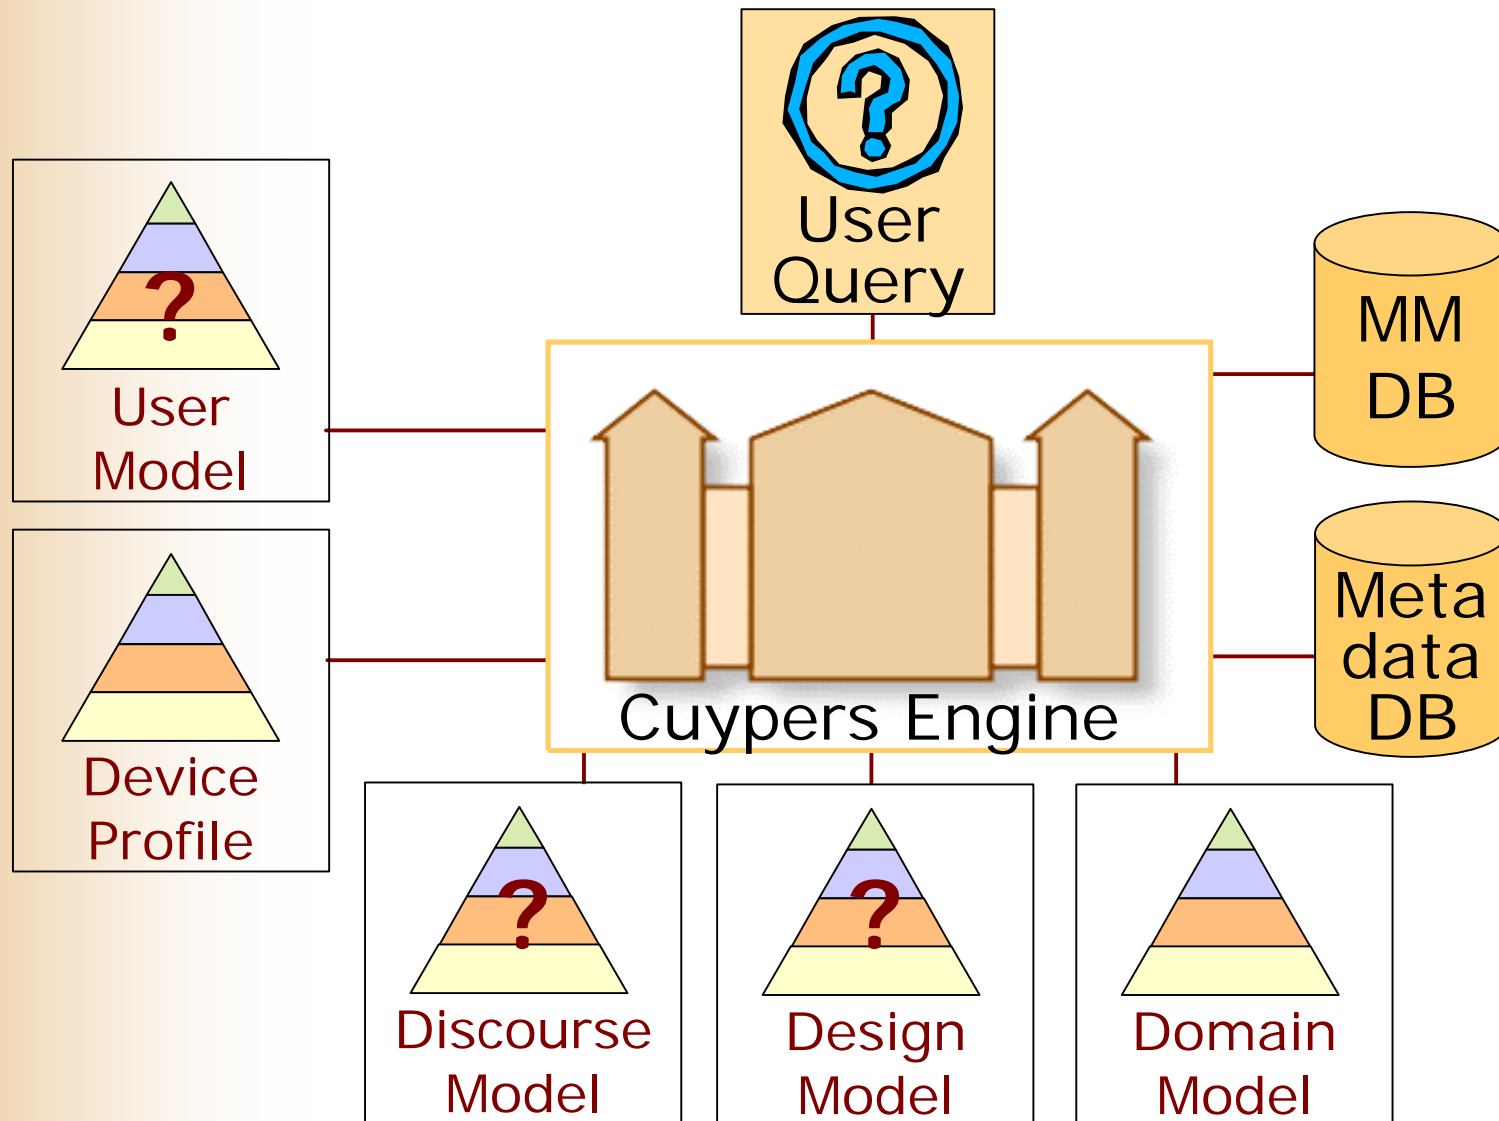 ?
User
Query
?
User
Model
MM
DB
Device
Profile
Meta
data
DB
Cuypers Engine
?
Discourse
Model
?
Design
Model
Domain
Model